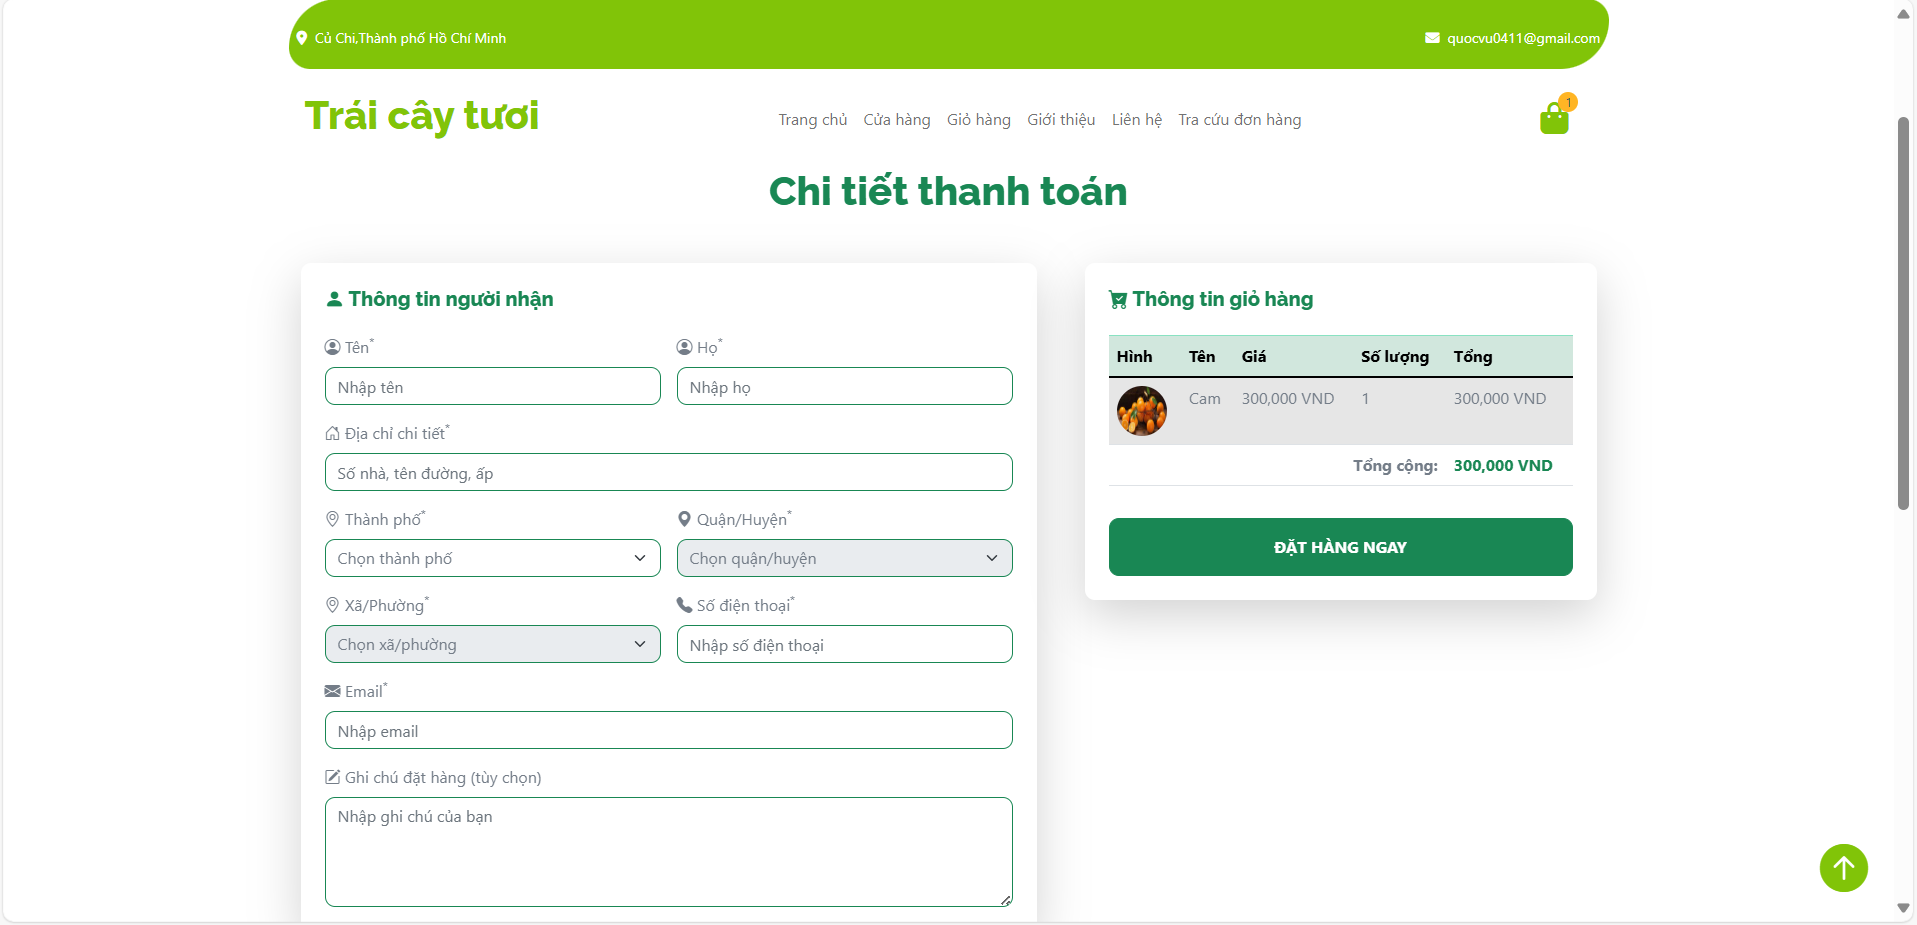 Củ Chi,Thành phố Hồ Chí Minh
quocvu0411@gmail.com
Trái cây tươi
Trang chủ Cửa hàng Giỏ hàng Giới thiệu Liên hệ Tra cứu đơn hàng
1
Chi tiết thanh toán
Thông tin người nhận
Tên* Họ*
Nhập tên Nhập họ
Địa chỉ chi tiết*
Số nhà, tên đường, ấp
Thành phố* Quận/Huyện*
Chọn thành phố Chọn quận/huyện
Xã/Phường* Số điện thoại*
Chọn xã/phường Nhập số điện thoại
Email*
Nhập email
Ghi chú đặt hàng (tùy chọn)
Nhập ghi chú của bạn
Thông tin giỏ hàng
Hình Tên Giá Số lượng Tổng
Cam 300,000 VND 1 300,000 VND
Tổng cộng: 300,000 VND
ĐẶT HÀNG NGAY